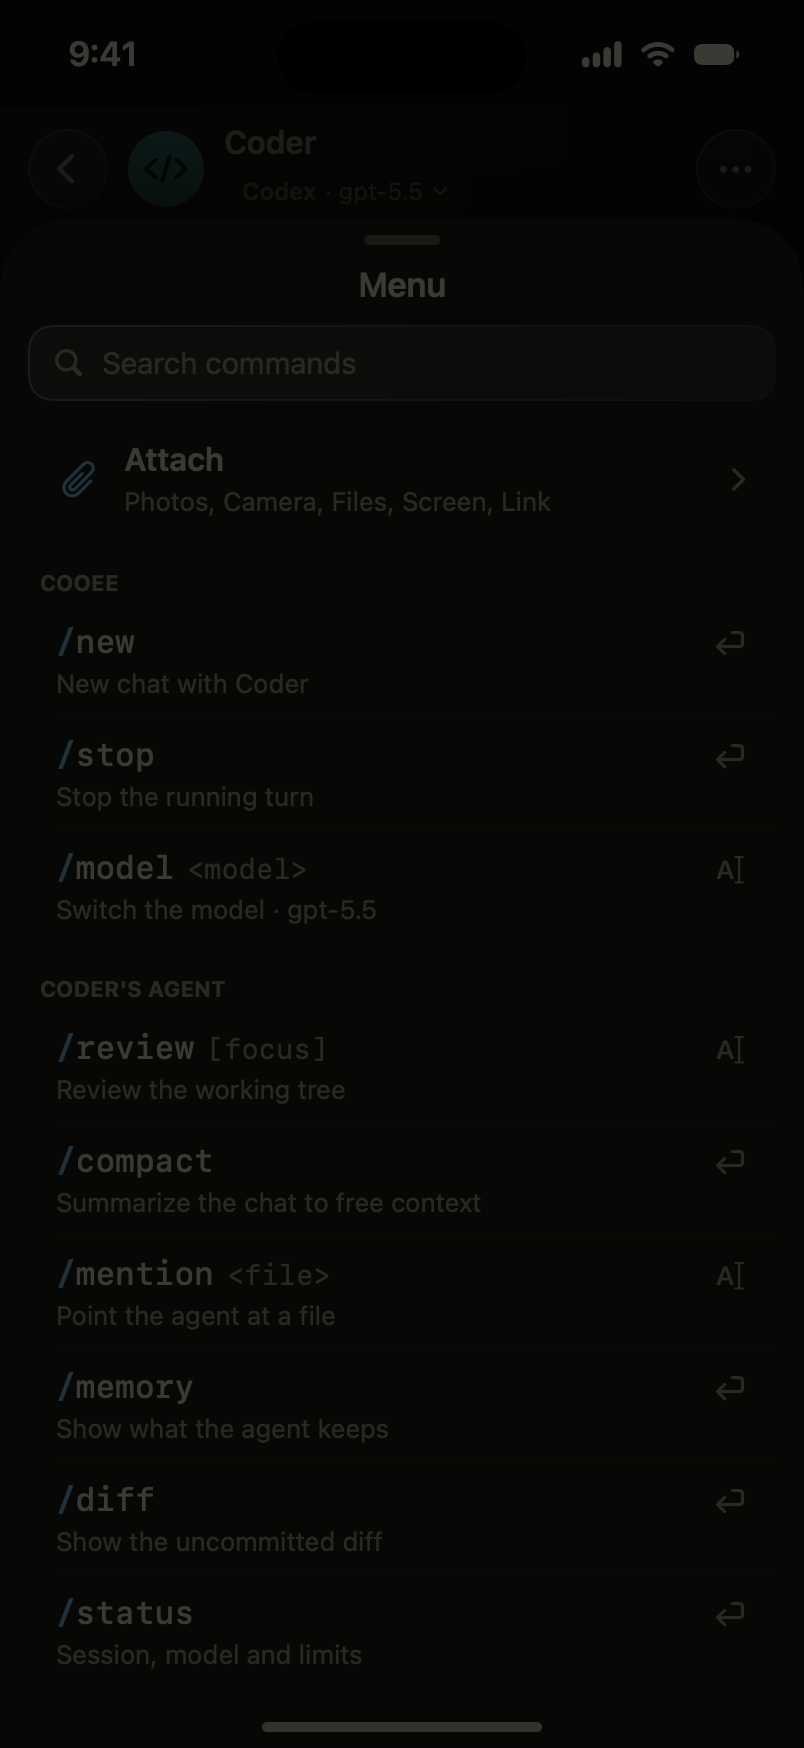 9:41
</>
Coder
Codex · gpt-5.5
Menu
Search commands
Attach
Photos, Camera, Files, Screen, Link
COOEE
/new
New chat with Coder
/stop
Stop the running turn
/model <model>
AI
Switch the model · gpt-5.5
CODER'S AGENT
/review [focus]
AI
Review the working tree
/compact
Summarize the chat to free context
/mention <file>
AI
Point the agent at a file
/memory
Show what the agent keeps
/diff
Show the uncommitted diff
/status
Session, model and limits